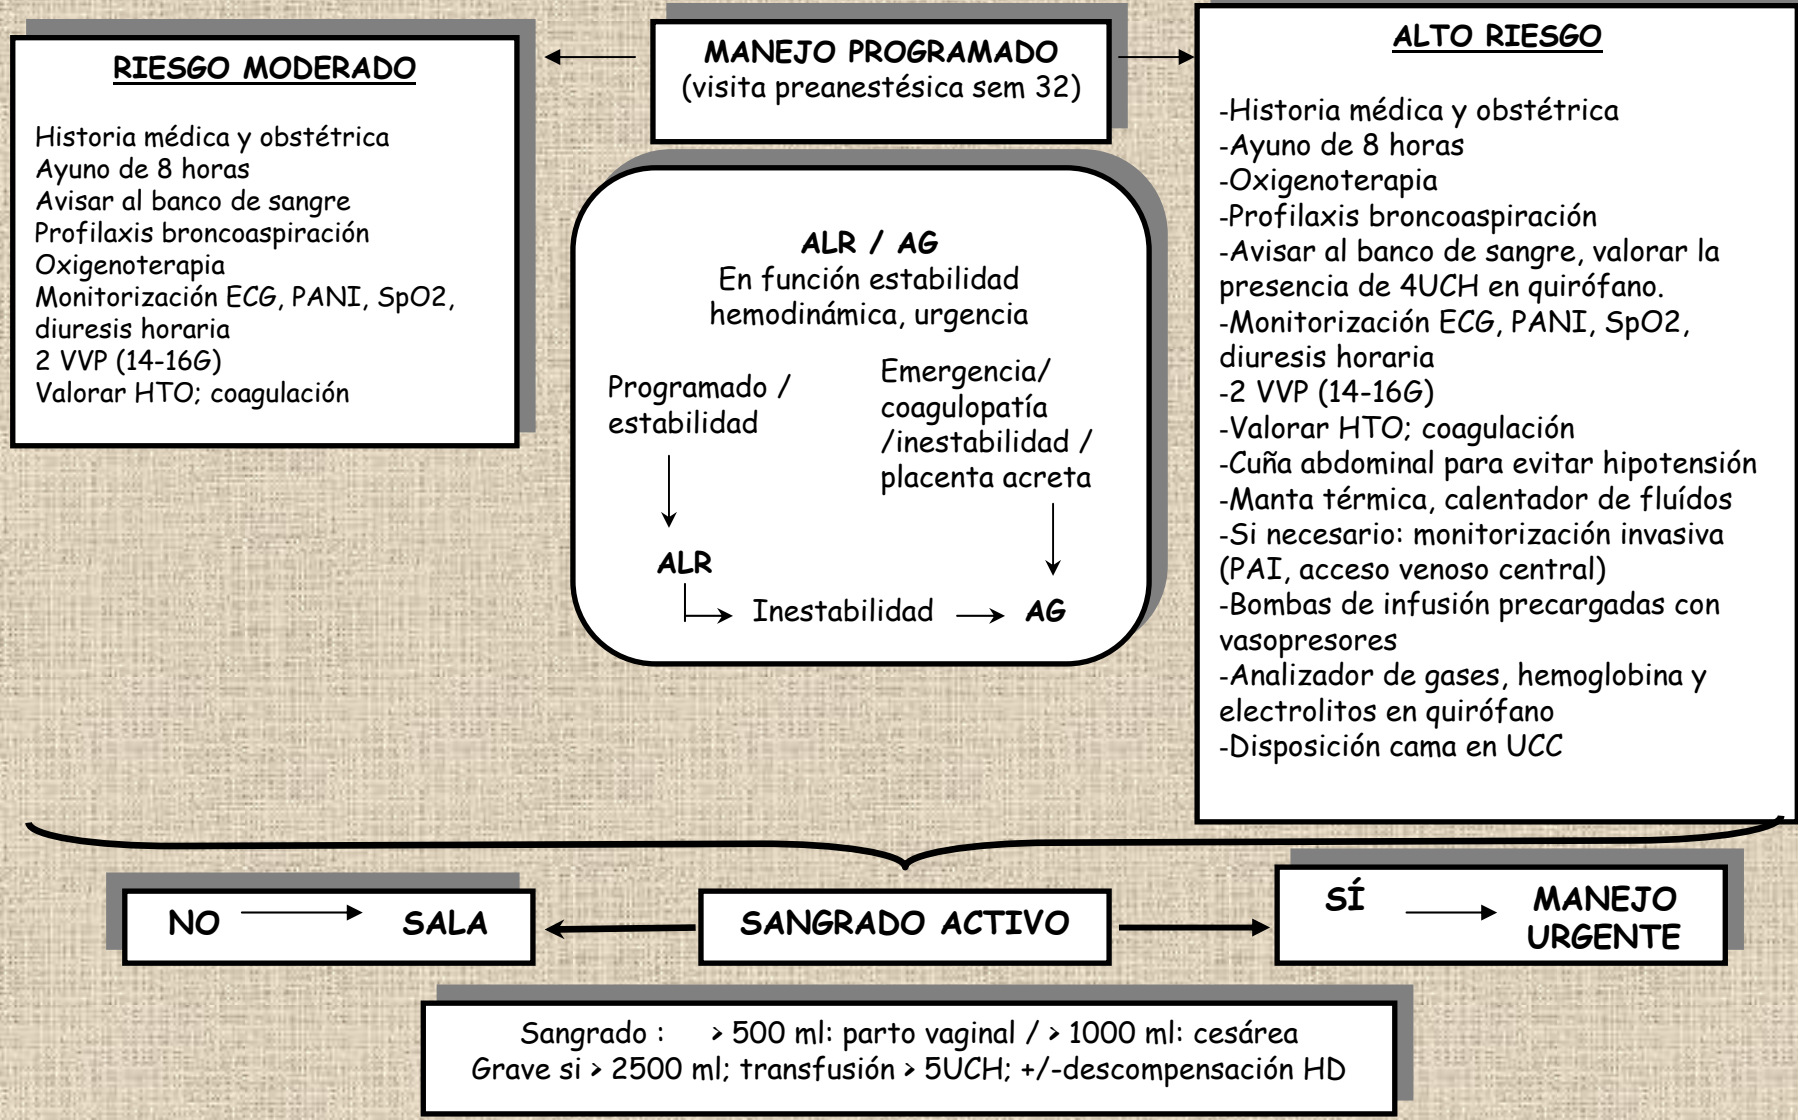 RIESGO MODERADO
Historia médica y obstétrica
Ayuno de 8 horas
Avisar al banco de sangre
Profilaxis broncoaspiración
Oxigenoterapia
Monitorización ECG, PANI, SpO2,
diuresis horaria
2 VVP (14-16G)
Valorar HTO; coagulación
MANEJO PROGRAMADO
(visita preanestésica sem 32)
ALR / AG
En función estabilidad
hemodinámica, urgencia
Programado /
estabilidad
Emergencia/
coagulopatía
/inestabilidad /
placenta acreta
ALR
Inestabilidad
AG
ALTO RIESGO
-Historia médica y obstétrica
-Ayuno de 8 horas
-Oxigenoterapia
-Profilaxis broncoaspiración
-Avisar al banco de sangre, valorar la
presencia de 4UCH en quirófano.
-Monitorización ECG, PANI, SpO2,
diuresis horaria
-2 VVP (14-16G)
-Valorar HTO; coagulación
-Cuña abdominal para evitar hipotensión
-Manta térmica, calentador de fluídos
-Si necesario: monitorización invasiva
(PAI, acceso venoso central)
-Bombas de infusión precargadas con
vasopresores
-Analizador de gases, hemoglobina y
electrolitos en quirófano
-Disposición cama en UCC
NO SALA
SANGRADO ACTIVO
SÍ MANEJO
URGENTE
Sangrado : > 500 ml: parto vaginal / > 1000 ml: cesárea
Grave si > 2500 ml; transfusión > 5UCH; +/-descompensación HD